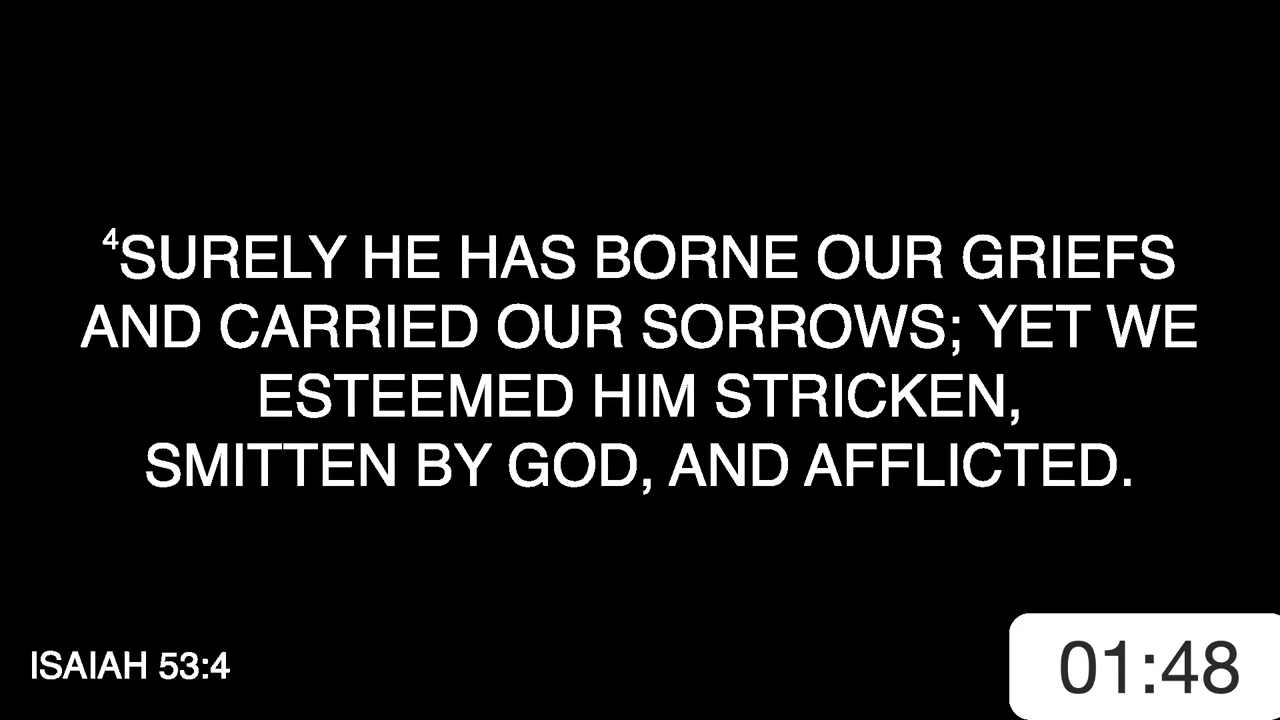 ⁴SURELY HE HAS BORNE OUR GRIEFS
AND CARRIED OUR SORROWS; YET WE
ESTEEMED HIM STRICKEN,
SMITTEN BY GOD, AND AFFLICTED.
ISAIAH 53:4
01:48